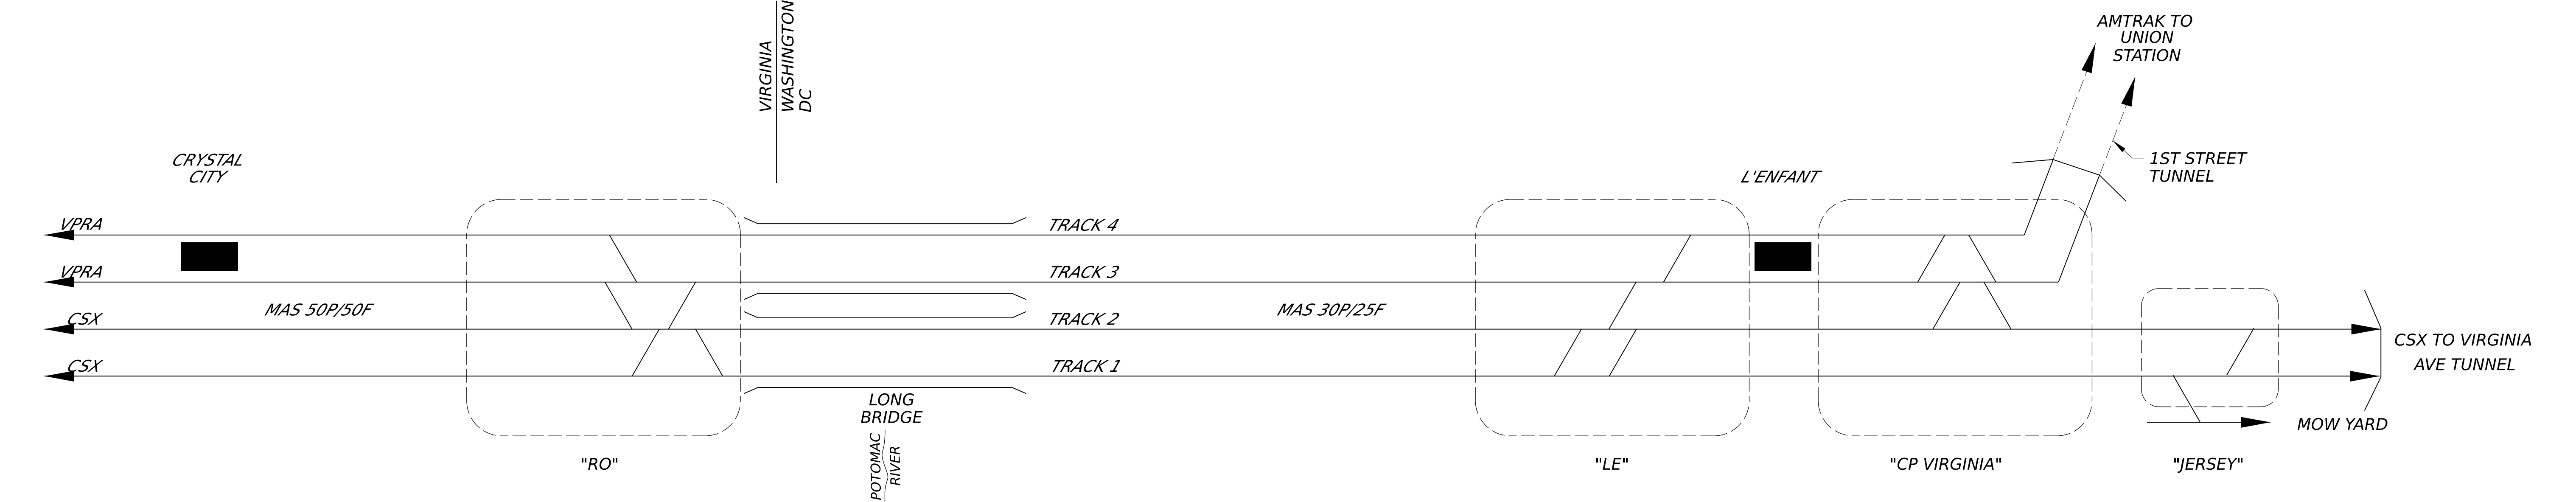 AMTRAK TO
UNION
STATION
VIRGINIA
WASHINGTON
DC
CRYSTAL
CITY
L'ENFANT
1ST STREET
TUNNEL
VPRA
TRACK 4
VPRA
TRACK 3
MAS 50P/50F
MAS 30P/25F
CSX
TRACK 2
CSX TO VIRGINIA
AVE TUNNEL
CSX
TRACK 1
LONG
BRIDGE
MOW YARD
POTOMAC
RIVER
"RO"
"LE"
"CP VIRGINIA"
"JERSEY"